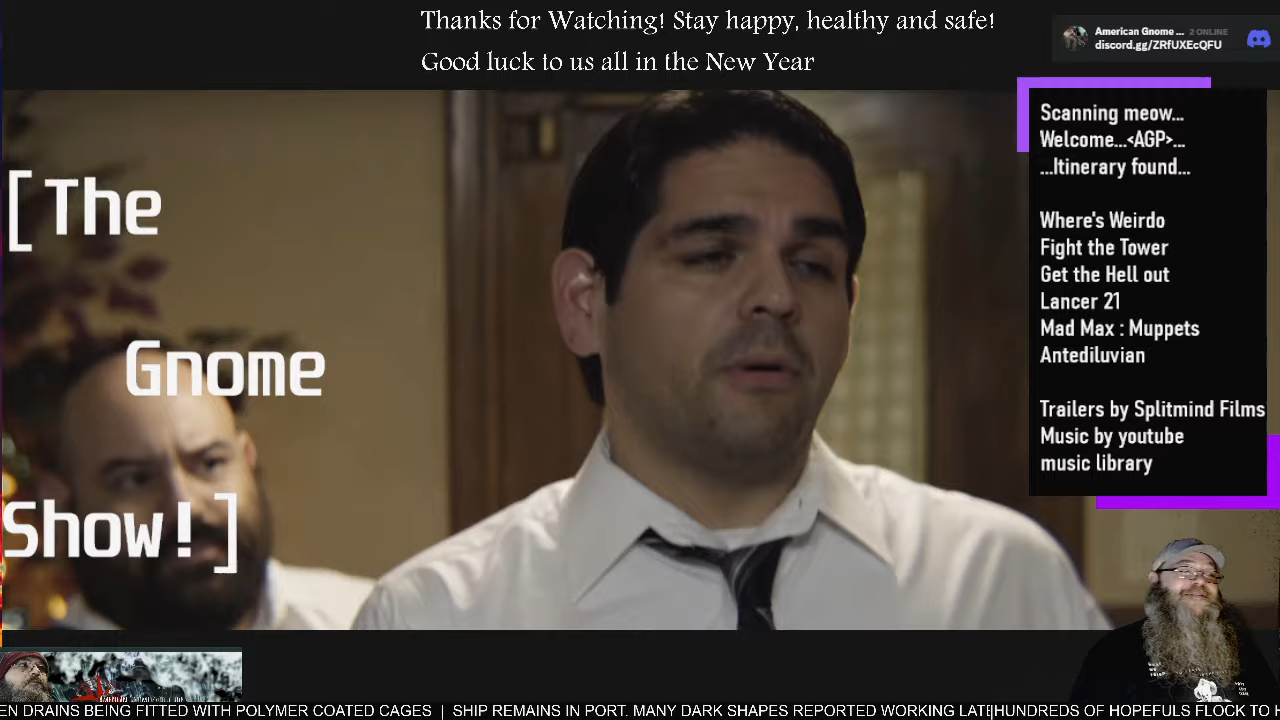 Thanks for Watching! Stay happy, healthy and safe!
Good luck to us all in the New Year
American Gnome ... 2 ONLINE
discord.gg/ZRfUXEcQFU
Scanning meow...
Welcome...<AGP>...
...Itinerary found...
Where's Weirdo
Fight the Tower
Get the Hell out
Lancer 21
Mad Max : Muppets
Antediluvian
Trailers by Splitmind Films
Music by youtube
music library
[The
Gnome
Show!]
EN DRAINS BEING FITTED WITH POLYMER COATED CAGES | SHIP REMAINS IN PORT. MANY DARK SHAPES REPORTED WORKING LATE|HUNDREDS OF HOPEFULS FLOCK TO H